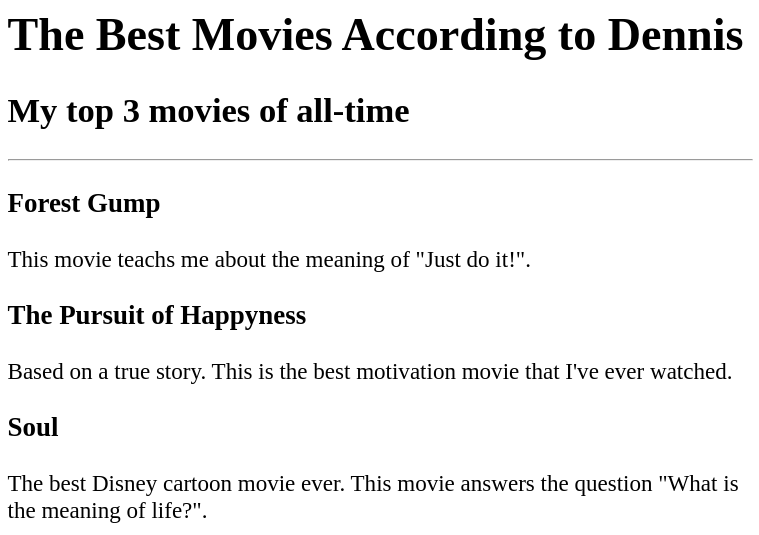 The Best Movies According to Dennis
My top 3 movies of all-time
Forest Gump
This movie teachs me about the meaning of "Just do it!".
The Pursuit of Happyness
Based on a true story. This is the best motivation movie that I've ever watched.
Soul
The best Disney cartoon movie ever. This movie answers the question "What is
the meaning of life?".